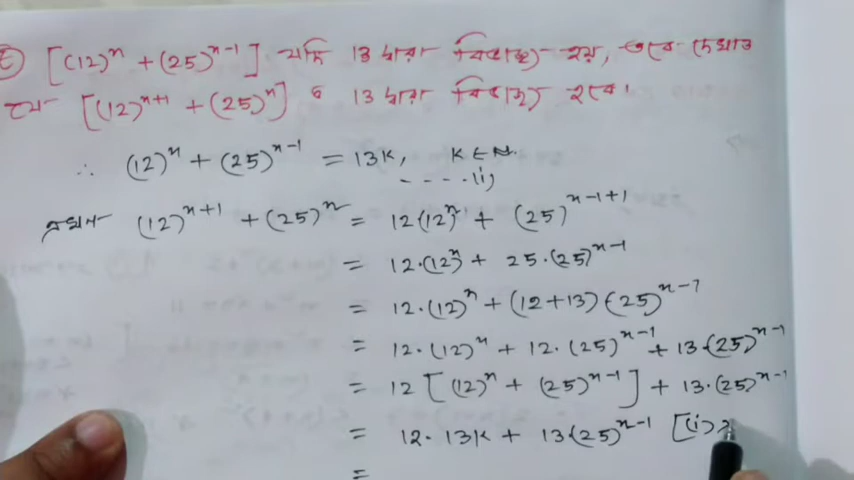 [(12)ⁿ + (25)ⁿ⁻¹] যদি 13 দ্বারা বিভাজ্য হয়, তবে দেখাও
যে [(12)ⁿ⁺¹ + (25)ⁿ] ও 13 দ্বারা বিভাজ্য হবে।
∴ (12)ⁿ + (25)ⁿ⁻¹ = 13K, K ∈ N.
- - - - (i)
এখন (12)ⁿ⁺¹ + (25)ⁿ = 12(12)ⁿ + (25)ⁿ⁻¹⁺¹
= 12·(12)ⁿ + 25·(25)ⁿ⁻¹
= 12·(12)ⁿ + (12+13)(25)ⁿ⁻¹
= 12·(12)ⁿ + 12·(25)ⁿ⁻¹ + 13·(25)ⁿ⁻¹
= 12[(12)ⁿ + (25)ⁿ⁻¹] + 13·(25)ⁿ⁻¹
= 12·13K + 13(25)ⁿ⁻¹ [(i)
=